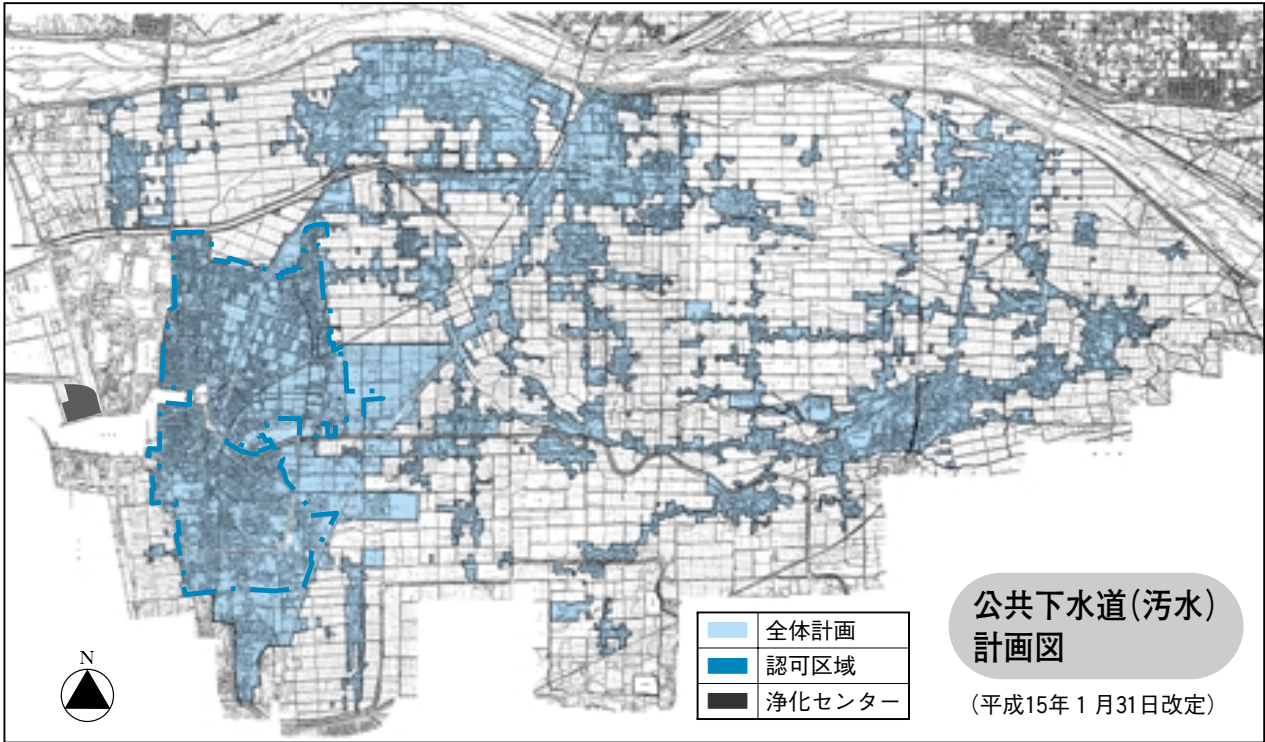 公共下水道(汚水)
計画図
(平成15年1月31日改定)
全体計画
認可区域
浄化センター
N